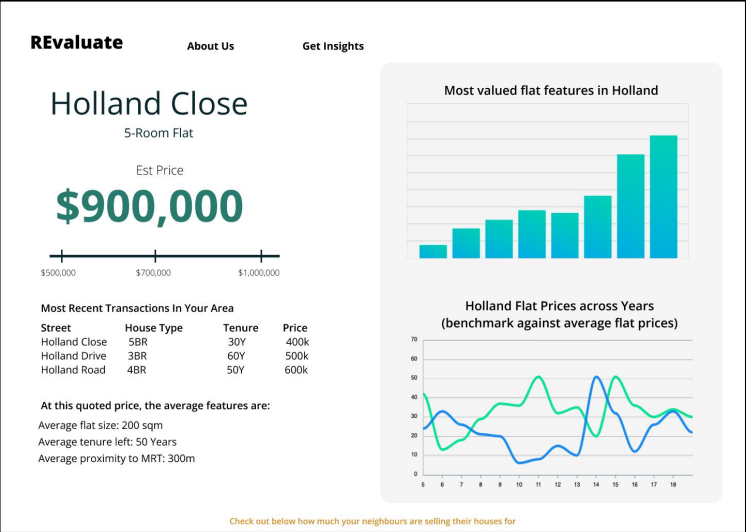 REvaluate
About Us
Get Insights
Holland Close
5-Room Flat
Est Price
$900,000
$500,000 $700,000 $1,000,000
Most Recent Transactions In Your Area
Street House Type Tenure Price
Holland Close 5BR 30Y 400k
Holland Drive 3BR 60Y 500k
Holland Road 4BR 50Y 600k
At this quoted price, the average features are:
Average flat size: 200 sqm
Average tenure left: 50 Years
Average proximity to MRT: 300m
Most valued flat features in Holland
Holland Flat Prices across Years
(benchmark against average flat prices)
70
60
50
40
30
20
10
0
5 6 7 8 9 10 11 12 13 14 15 16 17 18
Check out below how much your neighbours are selling their houses for